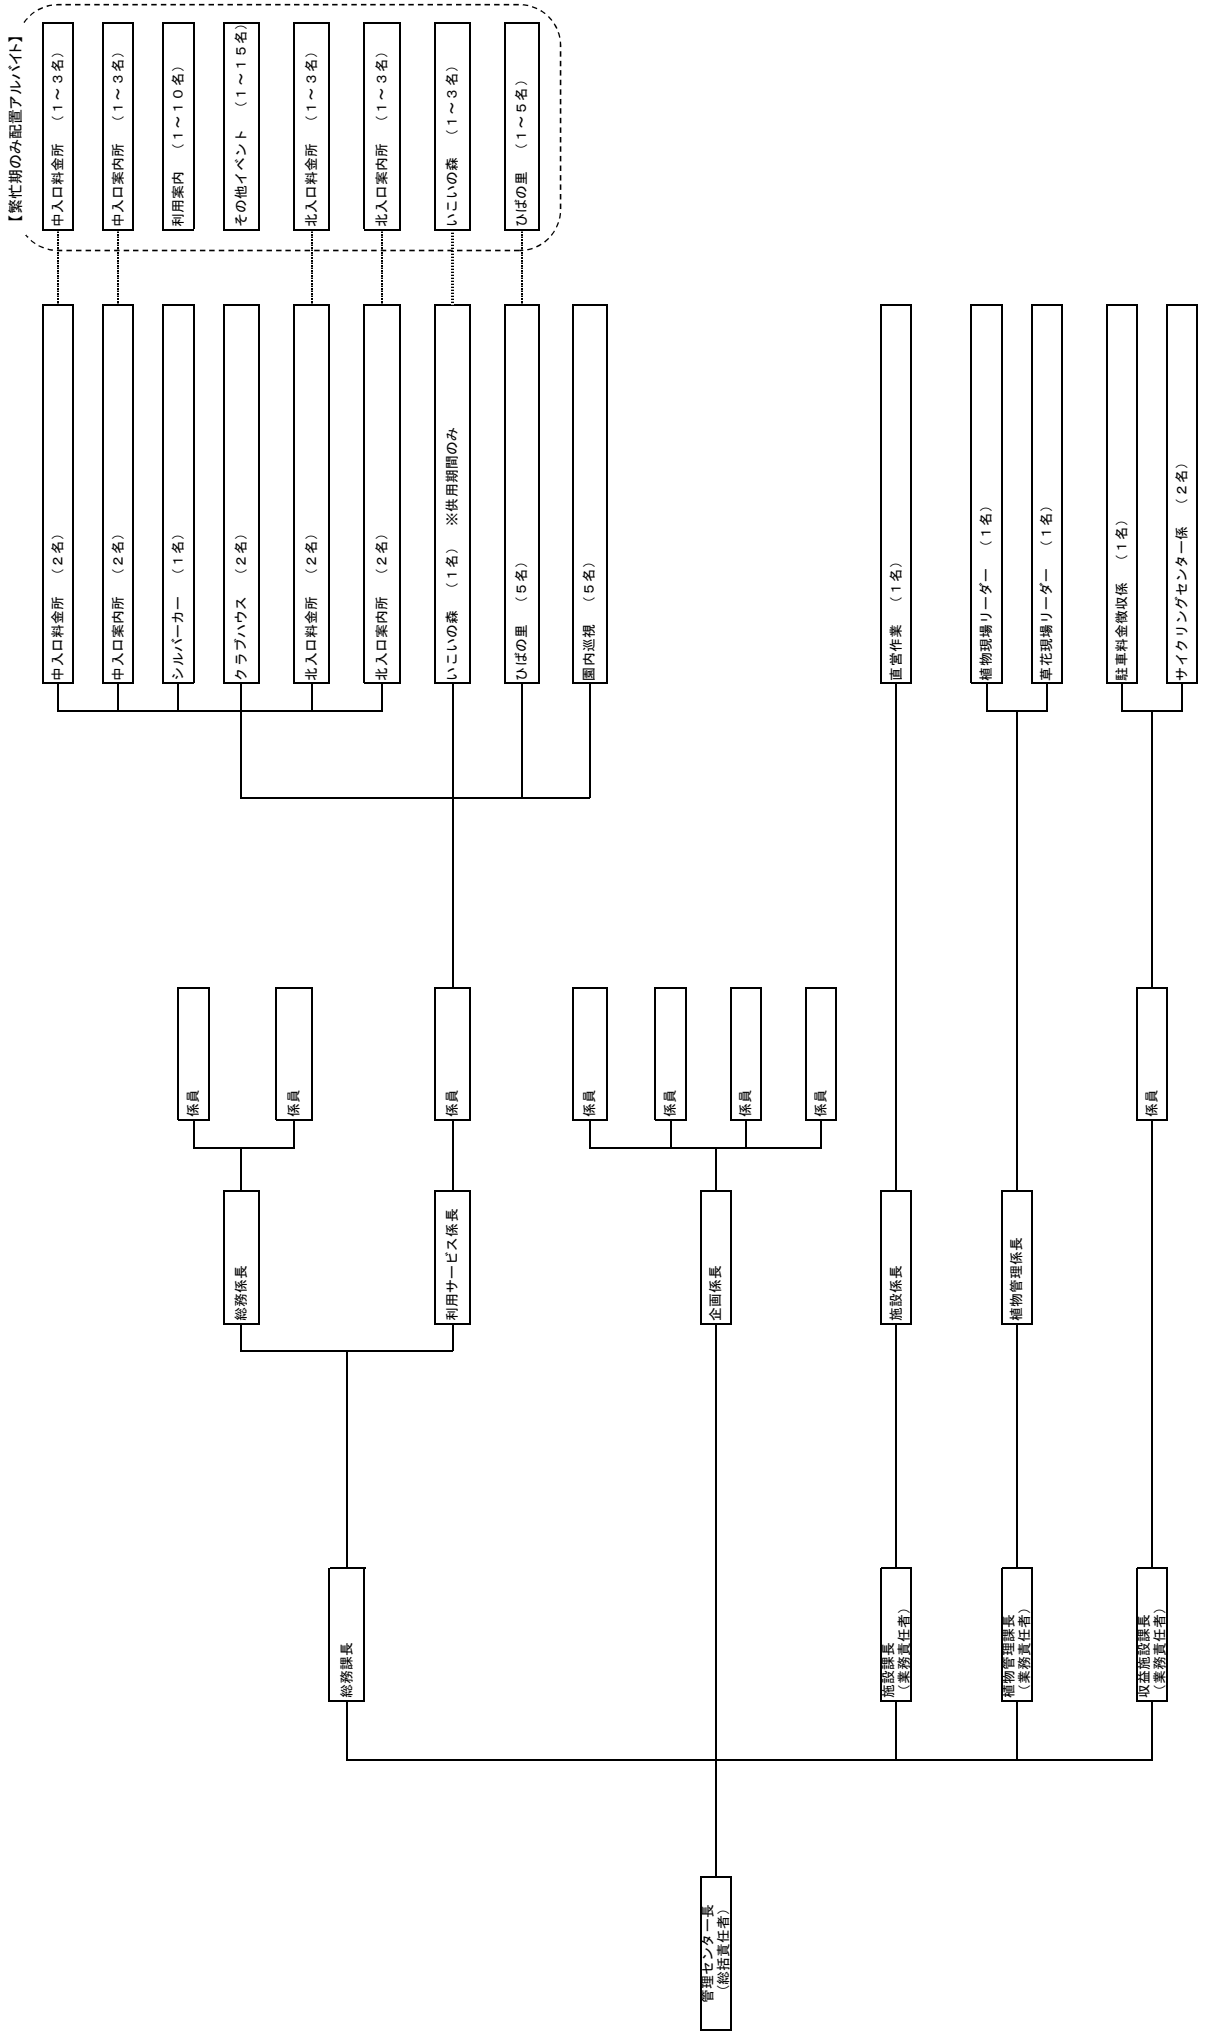 【繁忙期のみ配置アルバイト】
中入口料金所　（１～３名）
中入口案内所　（１～３名）
利用案内　（１～１０名）
その他イベント　（１～１５名）
北入口料金所　（１～３名）
北入口案内所　（１～３名）
いこいの森　（１～３名）
ひばの里　（１～５名）
中入口料金所　（２名）
中入口案内所　（２名）
シルバーカー　（１名）
クラブハウス　（２名）
北入口料金所　（２名）
北入口案内所　（２名）
いこいの森　（１名）　※供用期間のみ
ひばの里　（５名）
園内巡視　（５名）
直営作業　（１名）
植物現場リーダー　（１名）
草花現場リーダー　（１名）
駐車料金徴収係　（１名）
サイクリングセンター係　（２名）
係員
係員
係員
係員
係員
係員
係員
係員
総務係長
利用サービス係長
企画係長
施設係長
植物管理係長
総務課長
施設課長
（業務責任者）
植物管理課長
（業務責任者）
収益施設課長
（業務責任者）
管理センター長
（総括責任者）